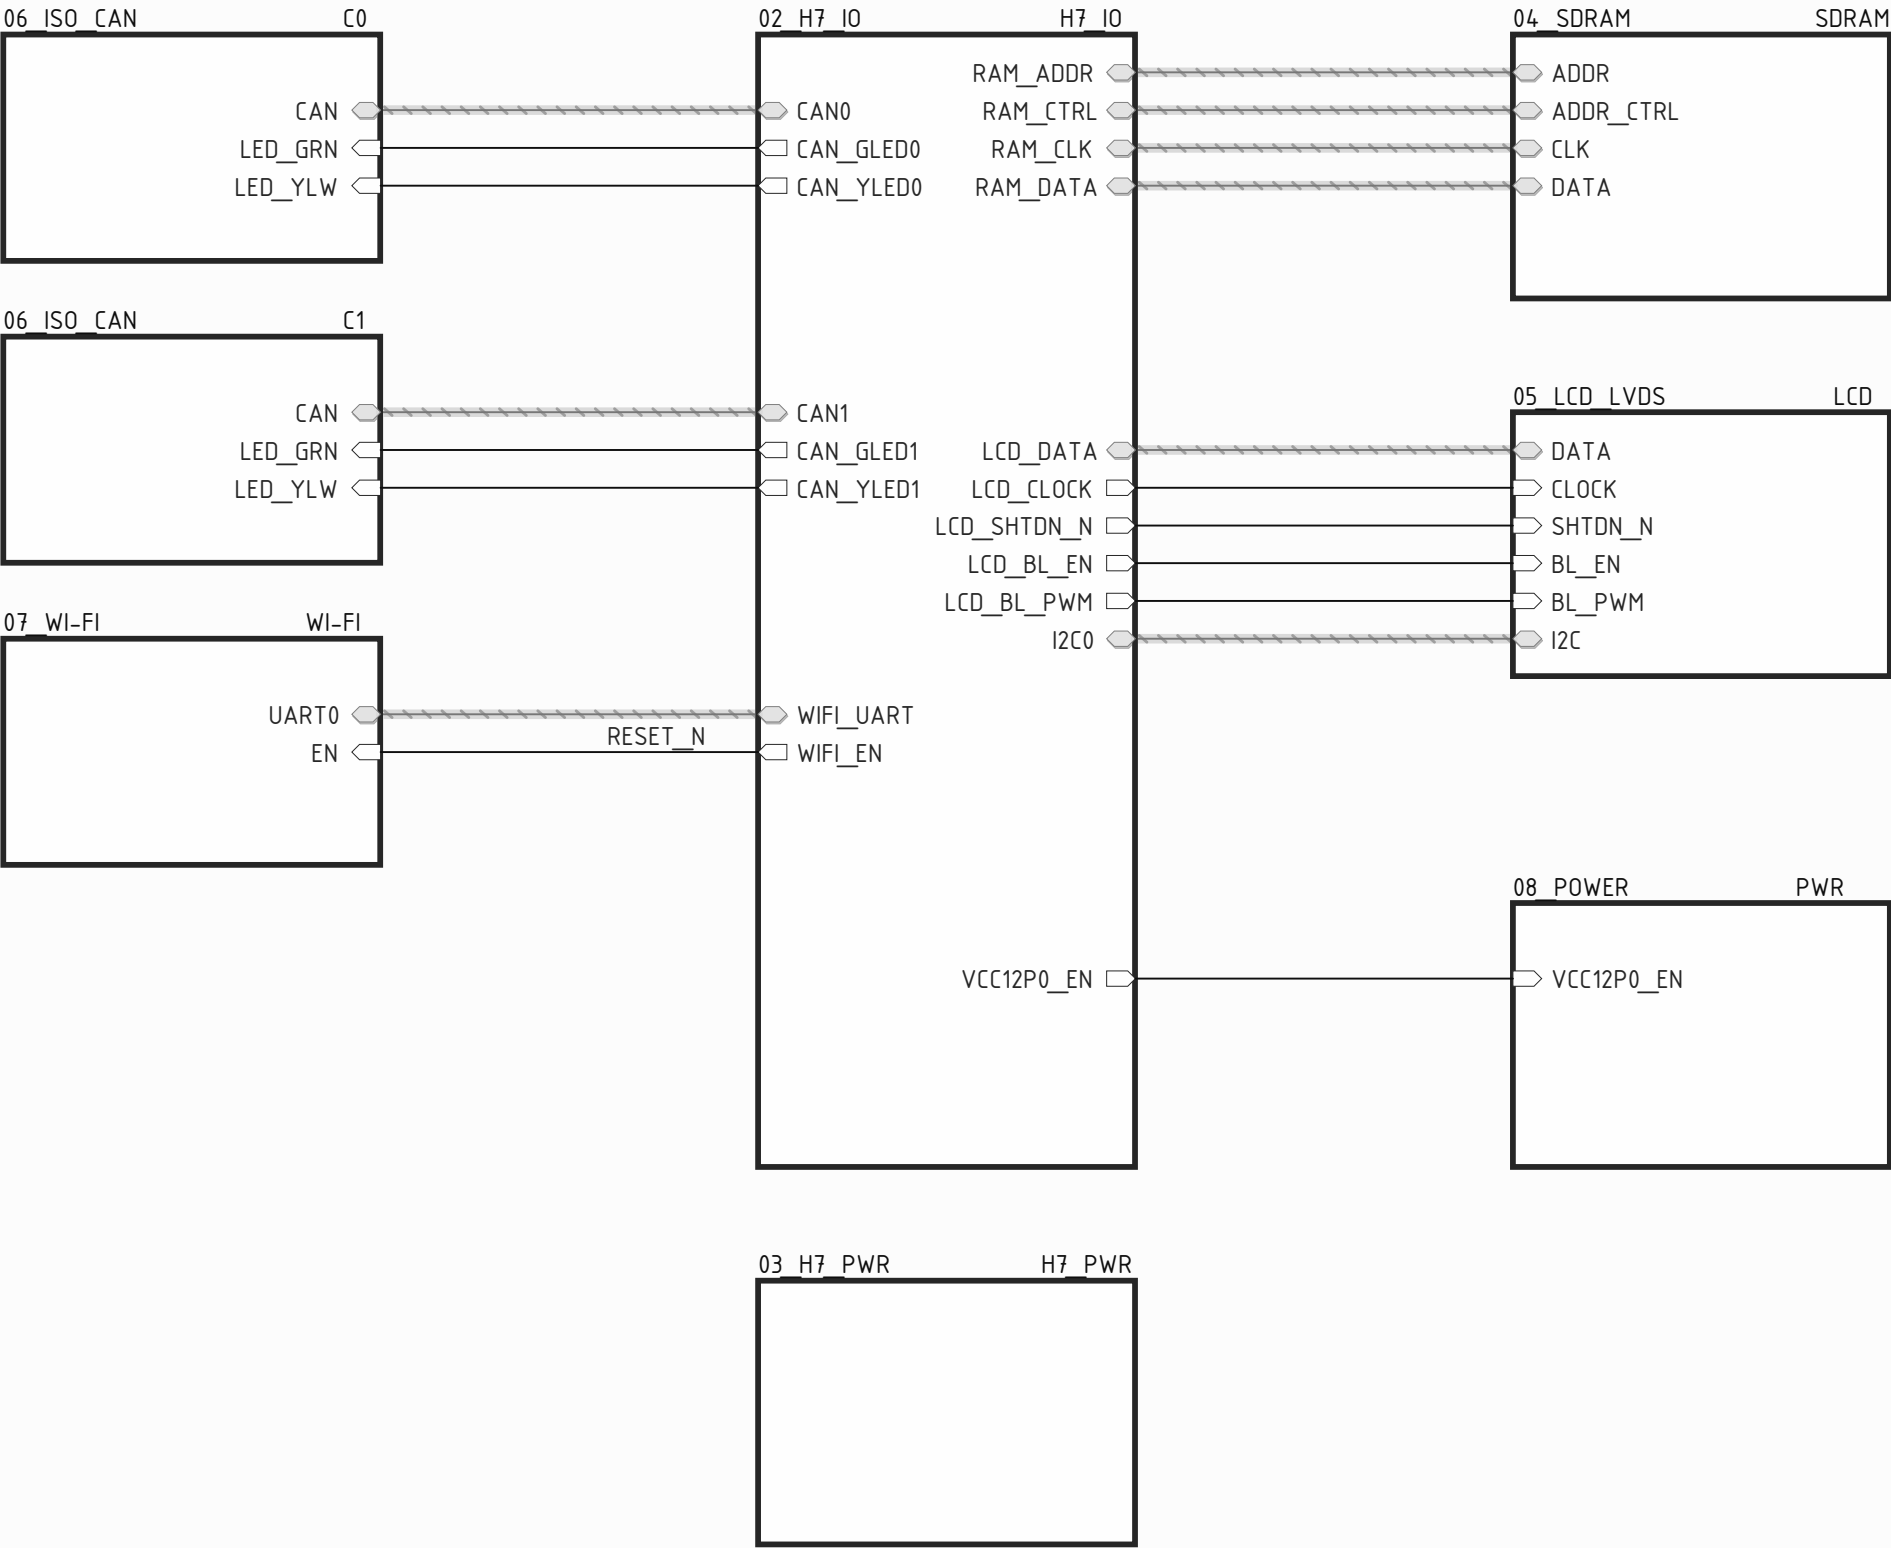 06_ISO_CAN C0
CAN
LED_GRN
LED_YLW
06_ISO_CAN C1
CAN
LED_GRN
LED_YLW
07_WI-FI WI-FI
UART0
EN
RESET_N
02_H7_IO H7_IO
CAN0
CAN_GLED0
CAN_YLED0
CAN1
CAN_GLED1
CAN_YLED1
WIFI_UART
WIFI_EN
RAM_ADDR
RAM_CTRL
RAM_CLK
RAM_DATA
LCD_DATA
LCD_CLOCK
LCD_SHTDN_N
LCD_BL_EN
LCD_BL_PWM
I2C0
VCC12P0_EN
04_SDRAM SDRAM
ADDR
ADDR_CTRL
CLK
DATA
05_LCD_LVDS LCD
DATA
CLOCK
SHTDN_N
BL_EN
BL_PWM
I2C
08_POWER PWR
VCC12P0_EN
03_H7_PWR H7_PWR